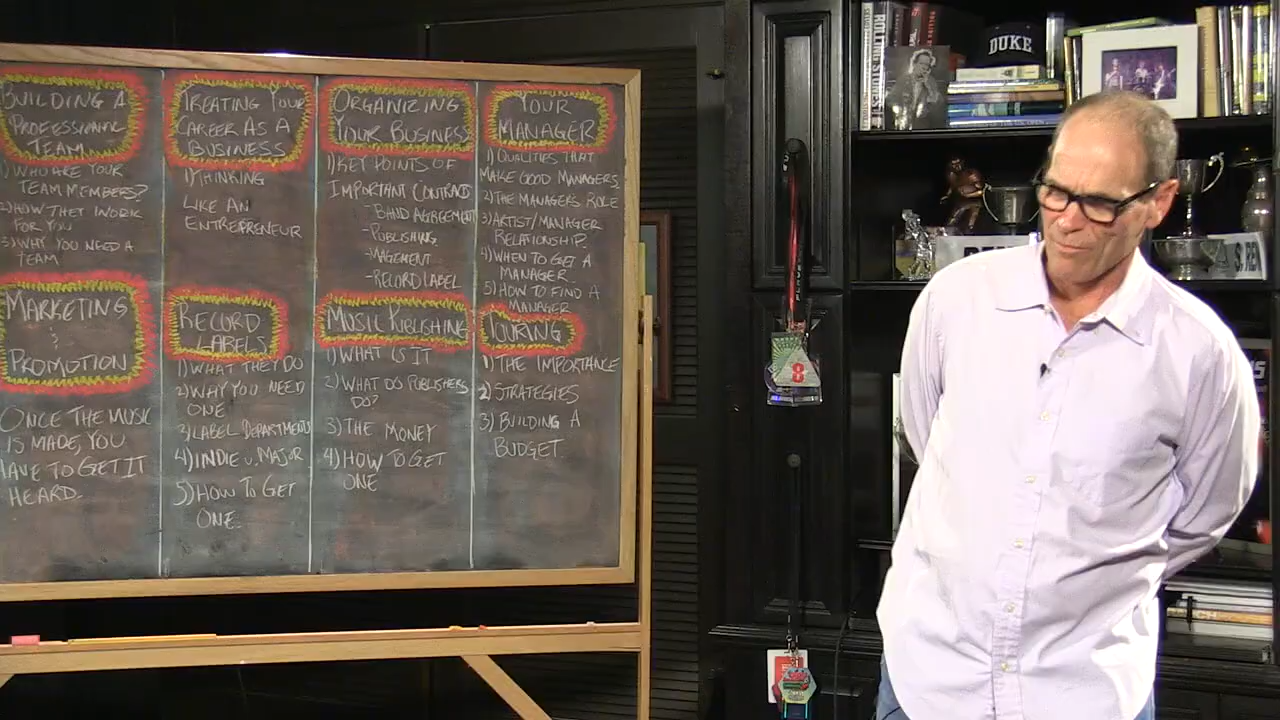 BUILDING A
PROFESSIONAL
TEAM
1) WHO ARE YOUR
TEAM MEMBERS?
2) HOW THEY WORK
FOR YOU
3) WHY YOU NEED A
TEAM
TREATING YOUR
CAREER AS A
BUSINESS
1) THINKING
LIKE AN
ENTREPRENEUR
ORGANIZING
YOUR BUSINESS
1) KEY POINTS OF
IMPORTANT CONTRACTS
- BAND AGREEMENT
- PUBLISHING
- MAGEMENT
- RECORD LABEL
YOUR
MANAGER
1) QUALITIES THAT
MAKE GOOD MANAGERS
2) THE MANAGERS ROLE
3) ARTIST/MANAGER
RELATIONSHIP.
4) WHEN TO GET A
MANAGER.
5) HOW TO FIND A
MANAGER
MARKETING
&
PROMOTION
ONCE THE MUSIC
IS MADE, YOU
HAVE TO GET IT
HEARD.
RECORD
LABELS
1) WHAT THEY DO
2) WHY YOU NEED
ONE
3) LABEL DEPARTMENTS
4) INDIE v. MAJOR
5) HOW TO GET
ONE.
MUSIC PUBLISHING
1) WHAT IS IT
2) WHAT DO PUBLISHERS
DO?
3) THE MONEY
4) HOW TO GET
ONE
TOURING
1) THE IMPORTANCE
2) STRATEGIES
3) BUILDING A
BUDGET.
DUKE
ROLLING STONES
8